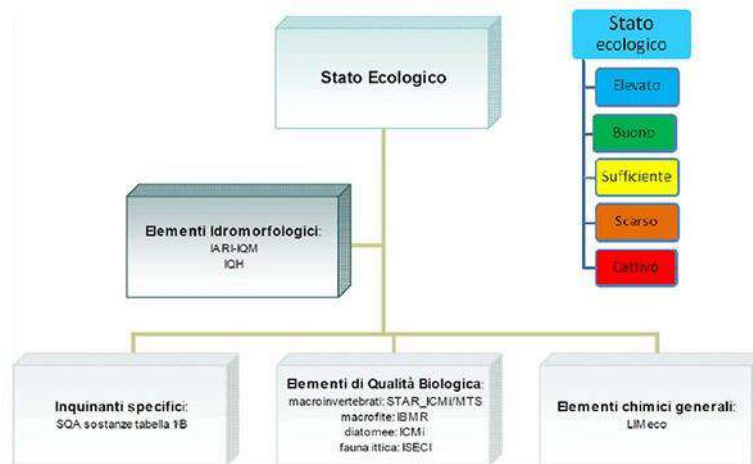 Stato Ecologico
Stato
ecologico
Elevato
Buono
Sufficiente
Scarso
Cattivo
Elementi Idromorfologici:
IARI-IQM
IQH
Inquinanti specifici:
SQA sostanze tabella 1/B
Elementi di Qualità Biologica:
macroinvertebrati: STAR_ICMi/MTS
macrofite: IBMR
diatomee: ICMi
fauna ittica: ISECI
Elementi chimici generali:
LIMeco